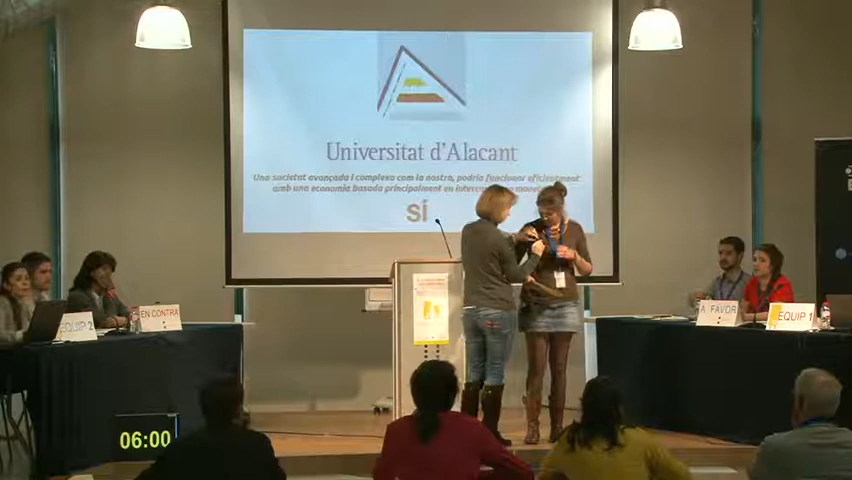 Universitat d'Alacant
Una societat avançada i complexa com la nostra, podria funcionar eficientment
amb una economia basada principalment en
SÍ
EQUIP 2
EN CONTRA
A FAVOR
EQUIP 1
06:00